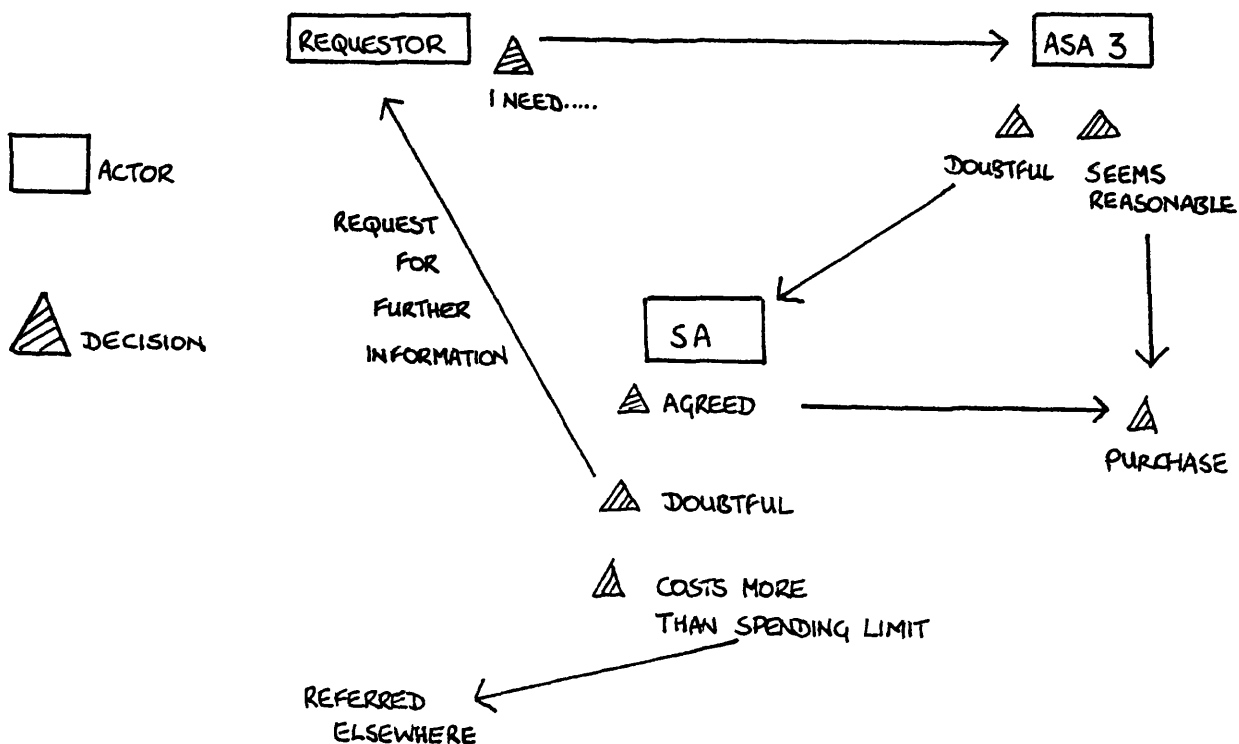 REQUESTOR
ASA 3
I NEED.....
ACTOR
DOUBTFUL
SEEMS
REASONABLE
REQUEST
FOR
FURTHER
INFORMATION
SA
DECISION
AGREED
PURCHASE
DOUBTFUL
COSTS MORE
THAN SPENDING LIMIT
REFERRED
ELSEWHERE